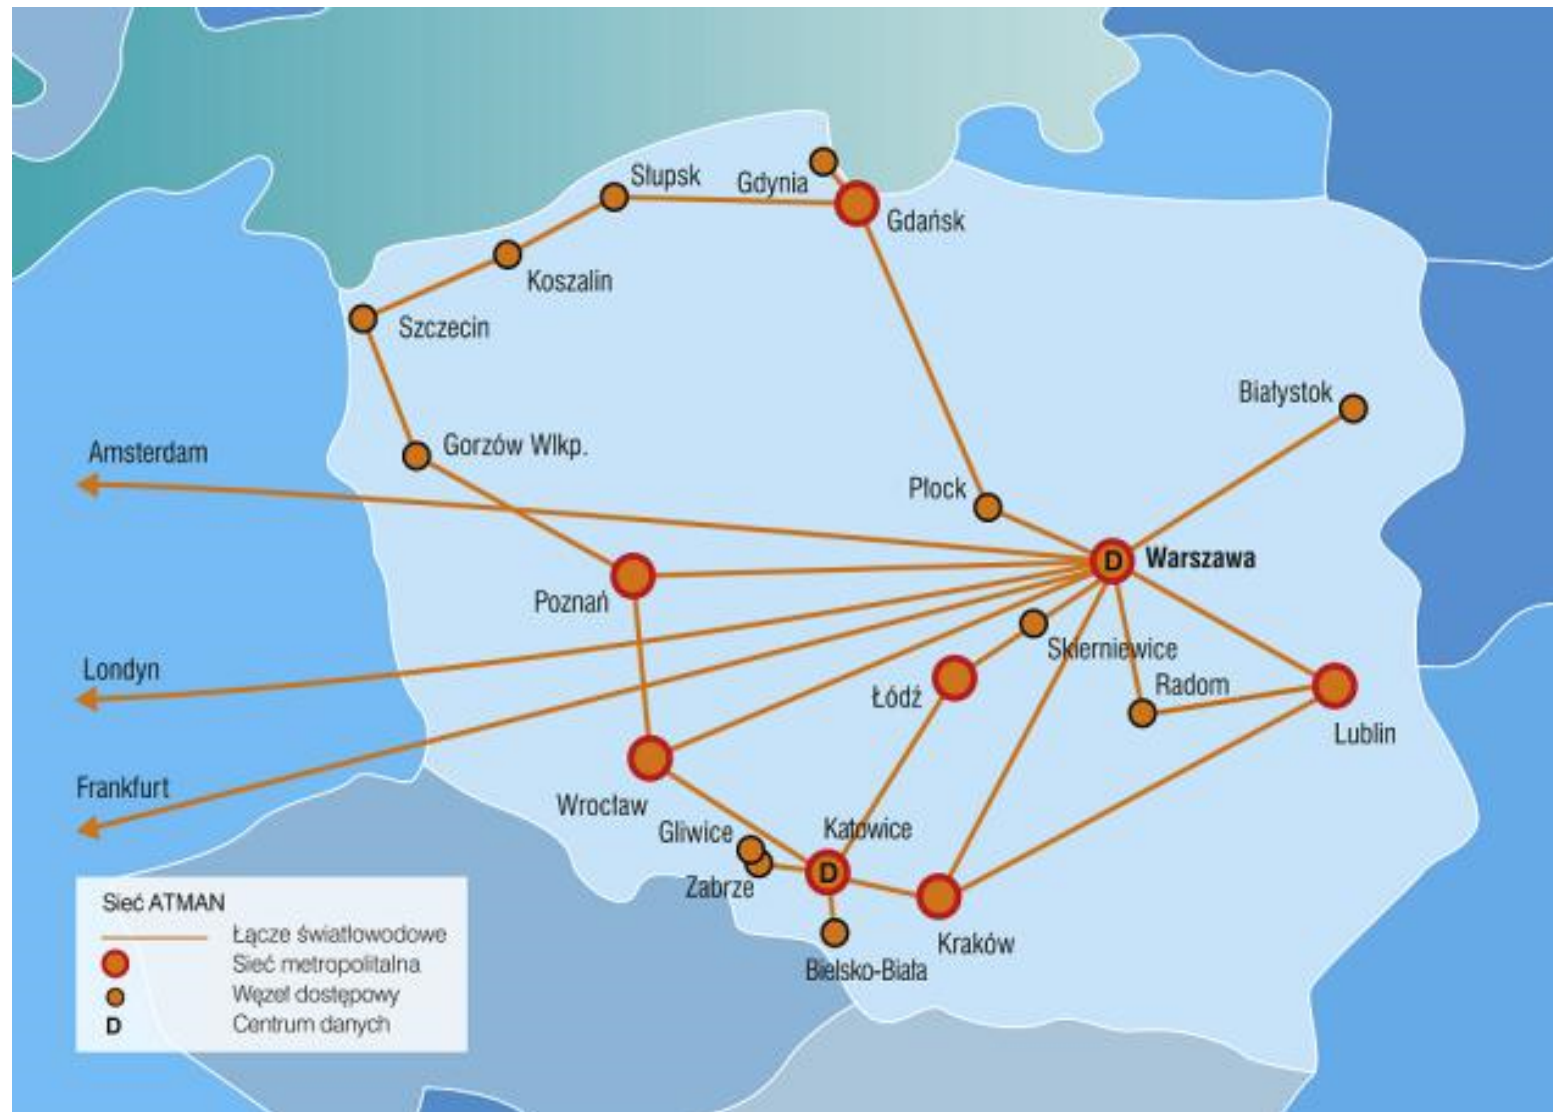 Słupsk
Gdynia
Gdańsk
Koszalin
Szczecin
Białystok
Gorzów Wlkp.
Amsterdam
Płock
D
Warszawa
Poznań
Skierniewice
Londyn
Radom
Łódź
Lublin
Frankfurt
Wrocław
Katowice
Gliwice
D
Zabrze
Kraków
Bielsko-Biała
Sieć ATMAN
Łącze światłowodowe
Sieć metropolitalna
Węzeł dostępowy
D Centrum danych